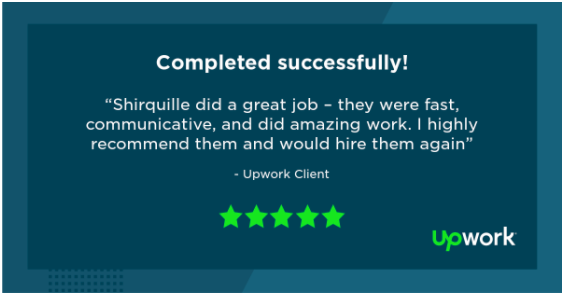 Completed successfully!
“Shirquille did a great job – they were fast,
communicative, and did amazing work. I highly
recommend them and would hire them again”
- Upwork Client
Upwork